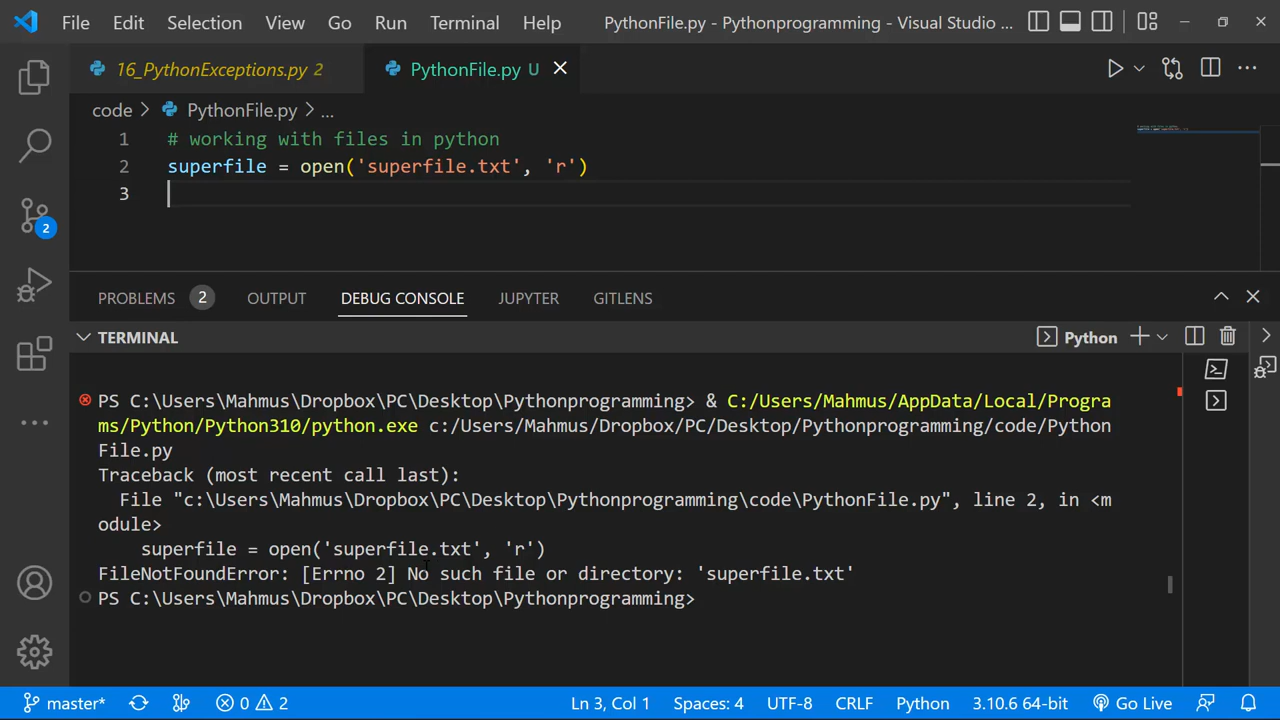 File Edit Selection View Go Run Terminal Help PythonFile.py - Pythonprogramming - Visual Studio ...
16_PythonExceptions.py 2 PythonFile.py U
code > PythonFile.py > ...
1 # working with files in python
2 superfile = open('superfile.txt', 'r')
3
2
PROBLEMS 2 OUTPUT DEBUG CONSOLE JUPYTER GITLENS
TERMINAL Python
PS C:\Users\Mahmus\Dropbox\PC\Desktop\Pythonprogramming> & C:/Users/Mahmus/AppData/Local/Progra
ms/Python/Python310/python.exe c:/Users/Mahmus/Dropbox/PC/Desktop/Pythonprogramming/code/Python
File.py
Traceback (most recent call last):
File "c:\Users\Mahmus\Dropbox\PC\Desktop\Pythonprogramming\code\PythonFile.py", line 2, in <m
odule>
superfile = open('superfile.txt', 'r')
FileNotFoundError: [Errno 2] No such file or directory: 'superfile.txt'
PS C:\Users\Mahmus\Dropbox\PC\Desktop\Pythonprogramming>
master* 0 2 Ln 3, Col 1 Spaces: 4 UTF-8 CRLF Python 3.10.6 64-bit Go Live